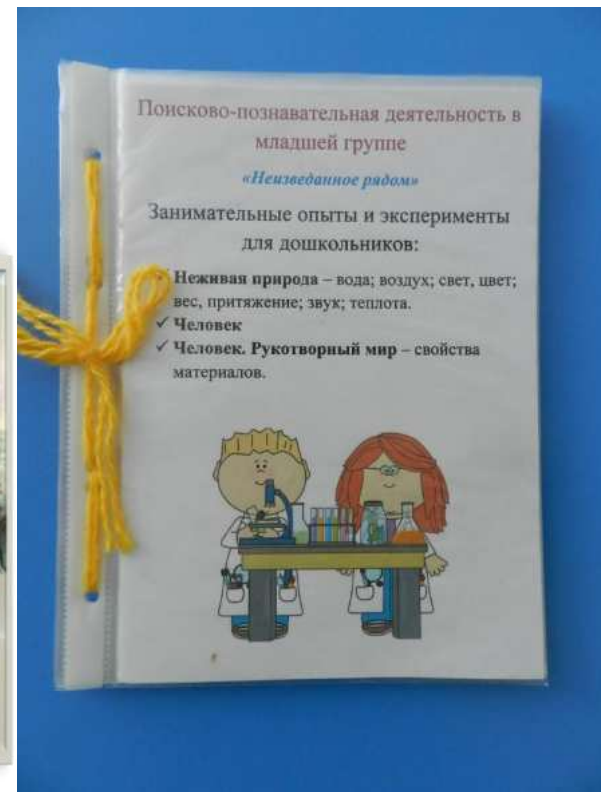 Поисково-познавательная деятельность в
младшей группе
«Неизведанное рядом»
Занимательные опыты и эксперименты
для дошкольников:
Неживая природа – вода; воздух; свет, цвет;
вес, притяжение; звук; теплота.
✓ Человек
✓ Человек. Рукотворный мир – свойства
материалов.